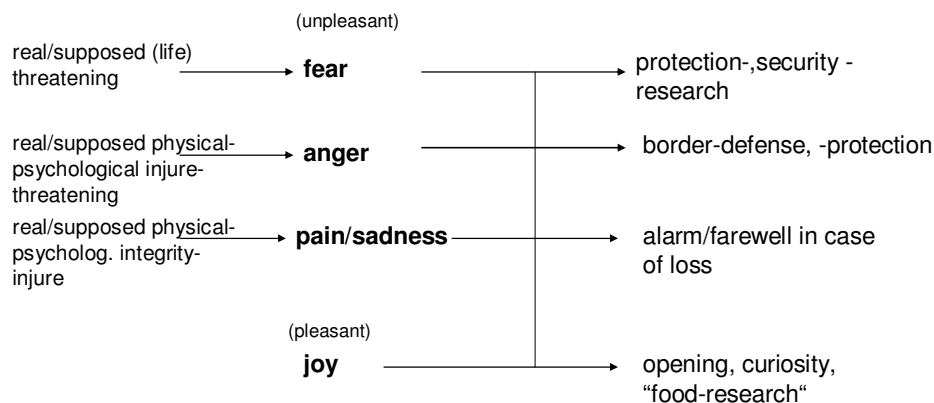 (unpleasant)
real/supposed (life)
threatening
fear
protection-,security -
research
real/supposed physical-
psychological injure-
threatening
anger
border-defense, -protection
real/supposed physical-
psycholog. integrity-
injure
pain/sadness
alarm/farewell in case
of loss
(pleasant)
joy
opening, curiosity,
“food-research“